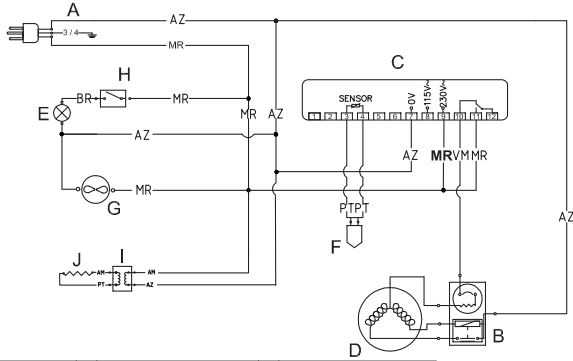 A
AZ
3/4
MR
H
C
BR
MR
E
SENSOR
0V
115V~
230V~
1 2 3 4 5 6 7 8 9 10 11 12
MR
AZ
AZ
AZ
MR
VM
MR
AZ
MR
G
PT
PT
F
J
I
AM
AM
PT
AZ
D
B